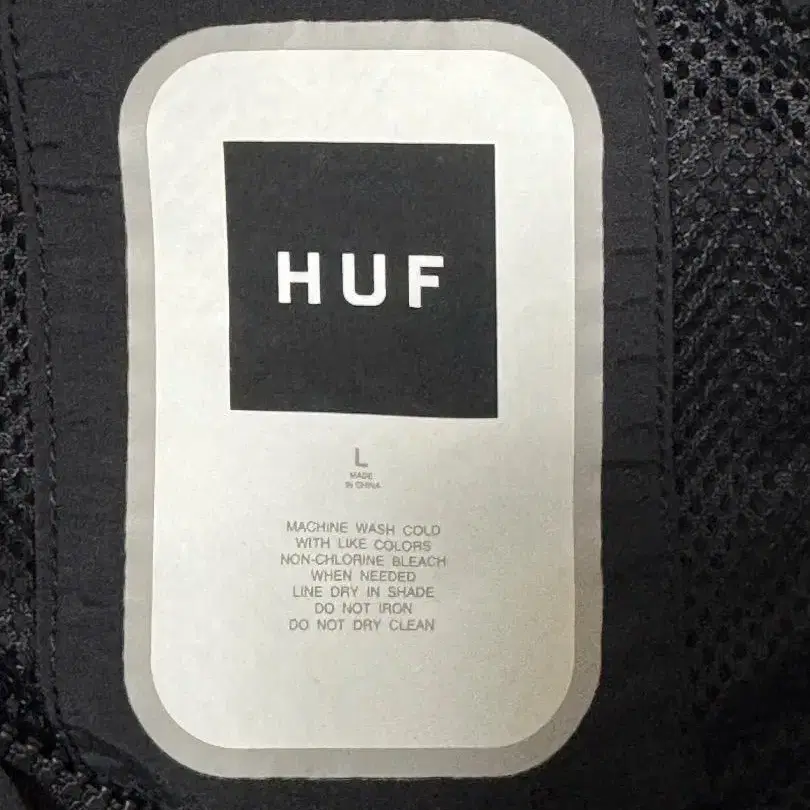 HUF
L
MADE
IN CHINA
MACHINE WASH COLD
WITH LIKE COLORS
NON-CHLORINE BLEACH
WHEN NEEDED
LINE DRY IN SHADE
DO NOT IRON
DO NOT DRY CLEAN